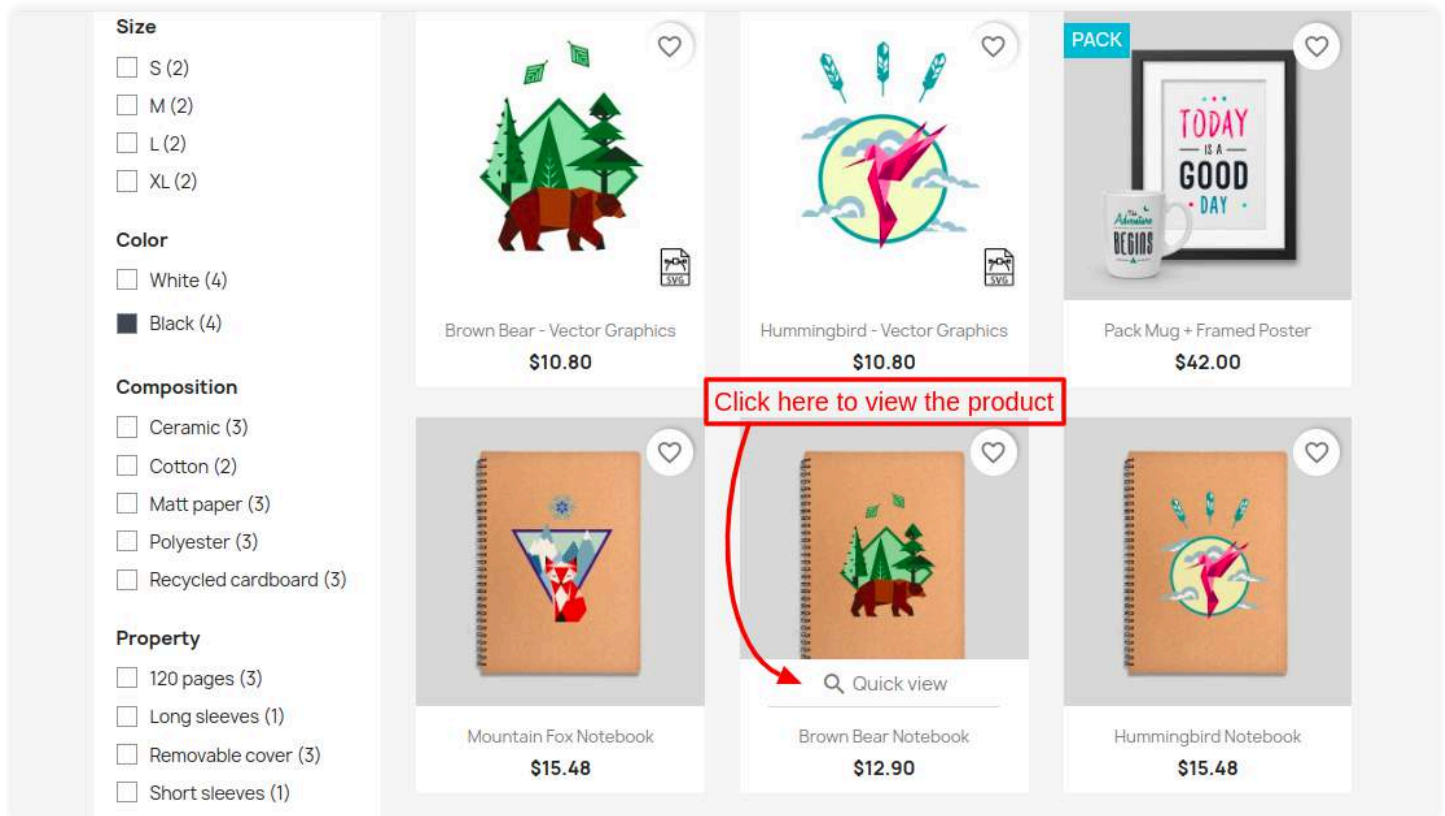 Size
S (2)
M (2)
L (2)
XL (2)
Color
White (4)
Black (4)
Composition
Ceramic (3)
Cotton (2)
Matt paper (3)
Polyester (3)
Recycled cardboard (3)
Property
120 pages (3)
Long sleeves (1)
Removable cover (3)
Short sleeves (1)
SVG
Brown Bear - Vector Graphics
$10.80
SVG
Hummingbird - Vector Graphics
$10.80
PACK
TODAY
IS A
GOOD
DAY
The
Adventure
BEGINS
Pack Mug + Framed Poster
$42.00
Click here to view the product
Mountain Fox Notebook
$15.48
Quick view
Brown Bear Notebook
$12.90
Hummingbird Notebook
$15.48